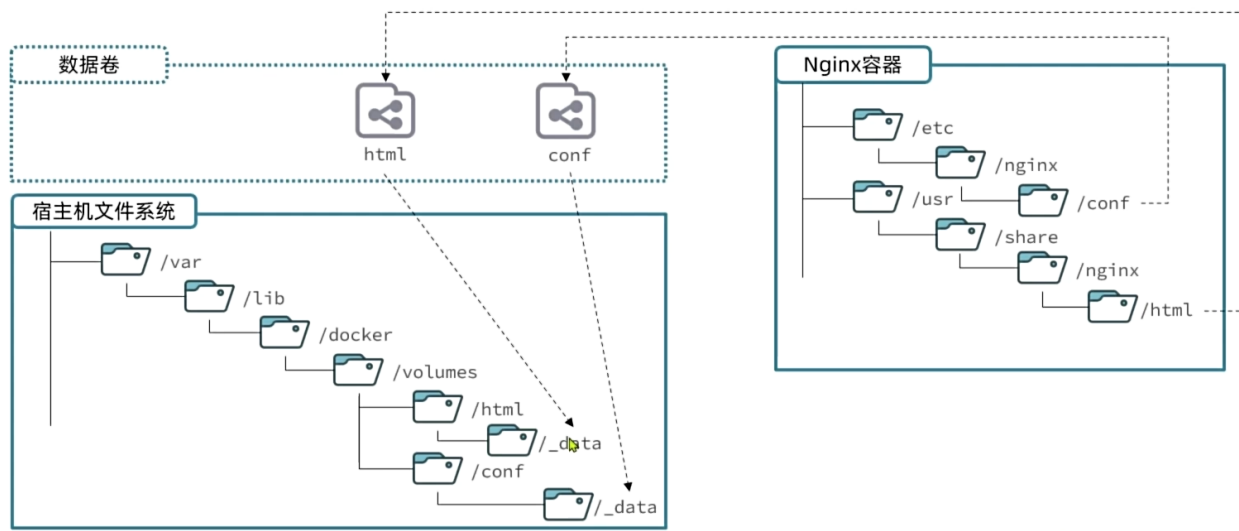 数据卷
html
conf
宿主机文件系统
/var
/lib
/docker
/volumes
/html
/_data
/conf
/_data
Nginx容器
/etc
/nginx
/conf
/usr
/share
/nginx
/html